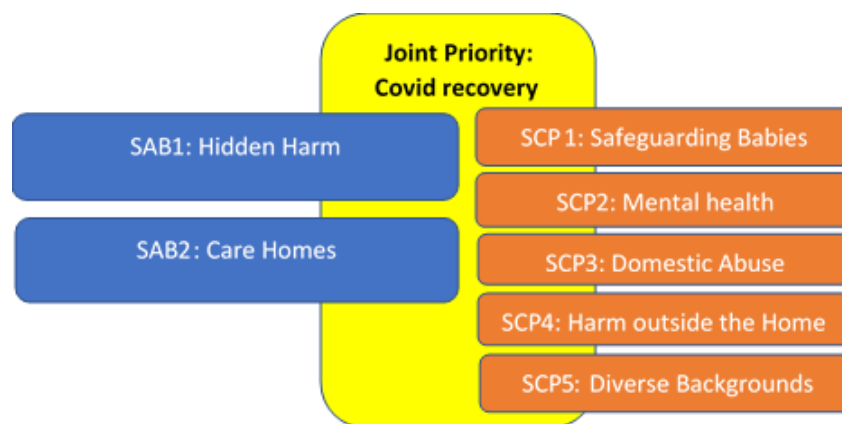 Joint Priority:
Covid recovery
SAB1: Hidden Harm
SAB2: Care Homes
SCP 1: Safeguarding Babies
SCP2: Mental health
SCP3: Domestic Abuse
SCP4: Harm outside the Home
SCP5: Diverse Backgrounds